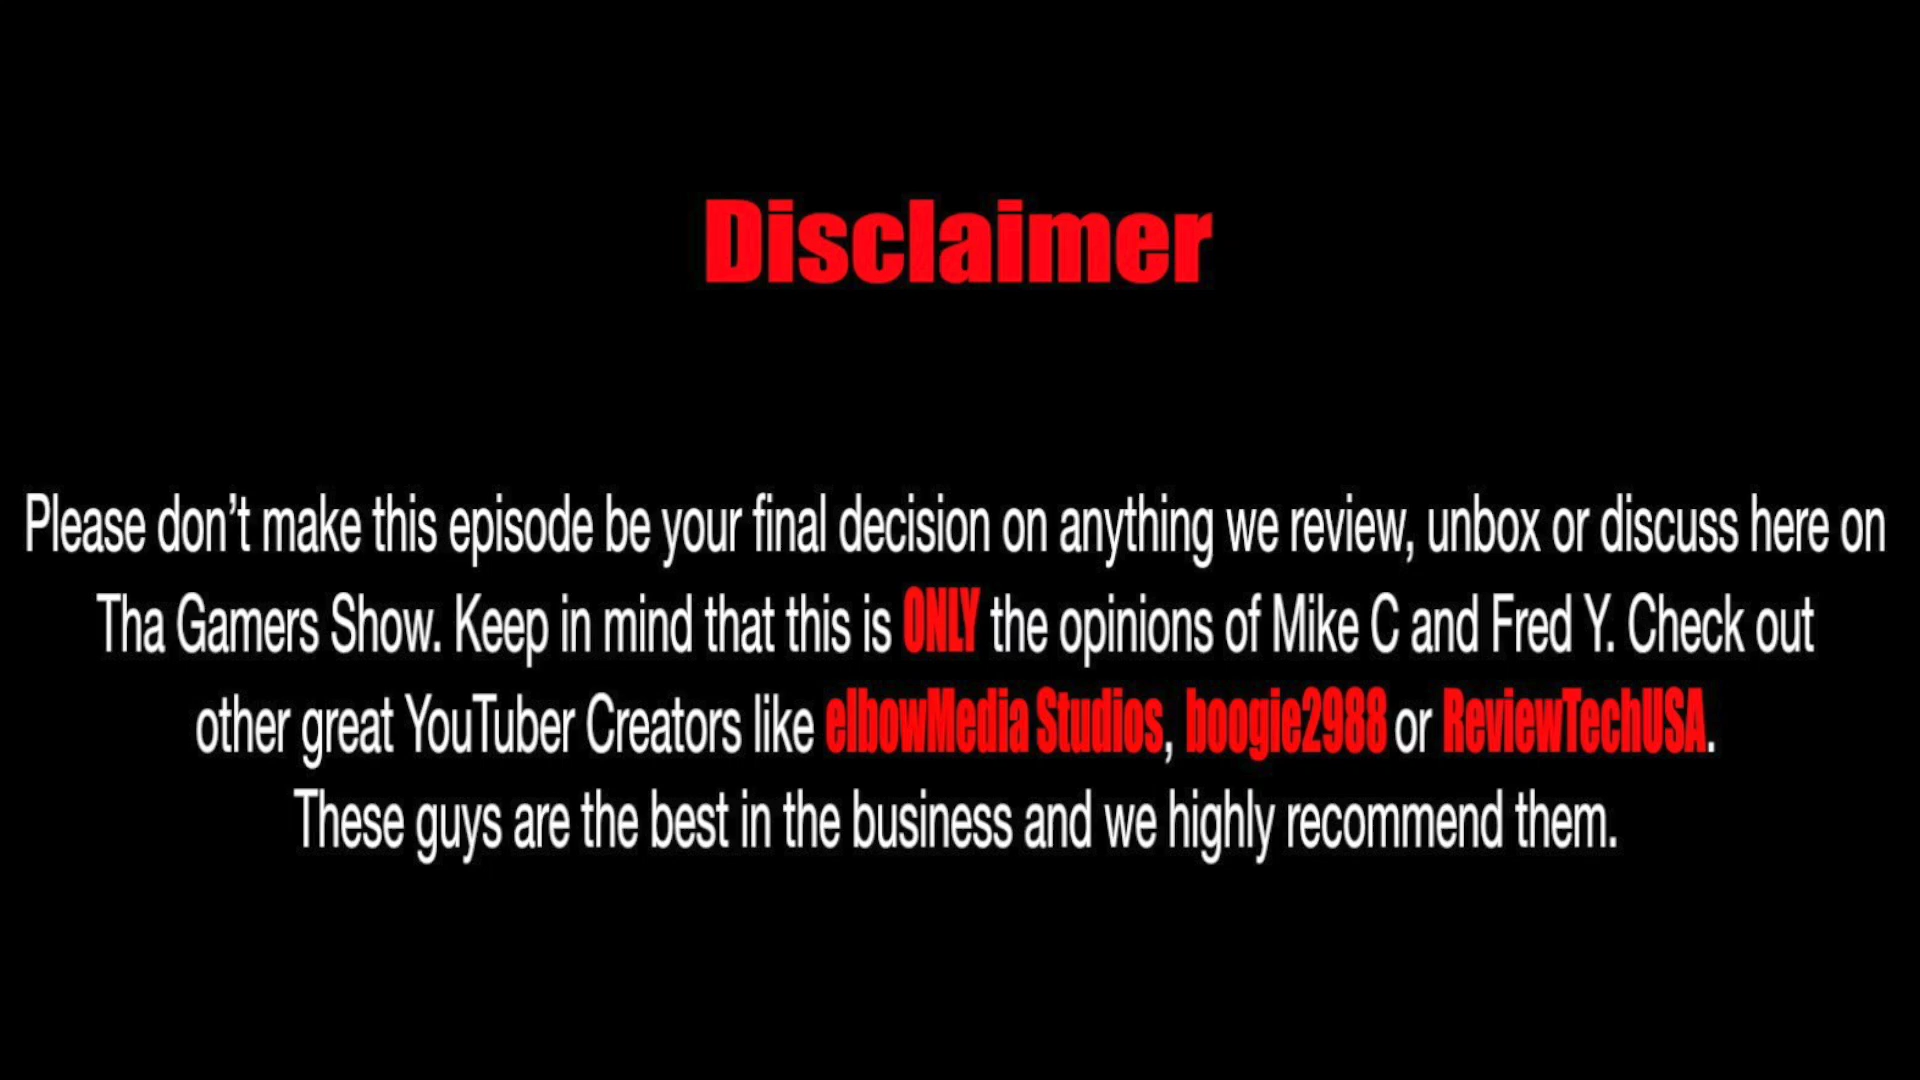 Disclaimer
Please don’t make this episode be your final decision on anything we review, unbox or discuss here on
Tha Gamers Show. Keep in mind that this is ONLY the opinions of Mike C and Fred Y. Check out
other great YouTuber Creators like elbowMedia Studios, boogie2988 or ReviewTechUSA.
These guys are the best in the business and we highly recommend them.